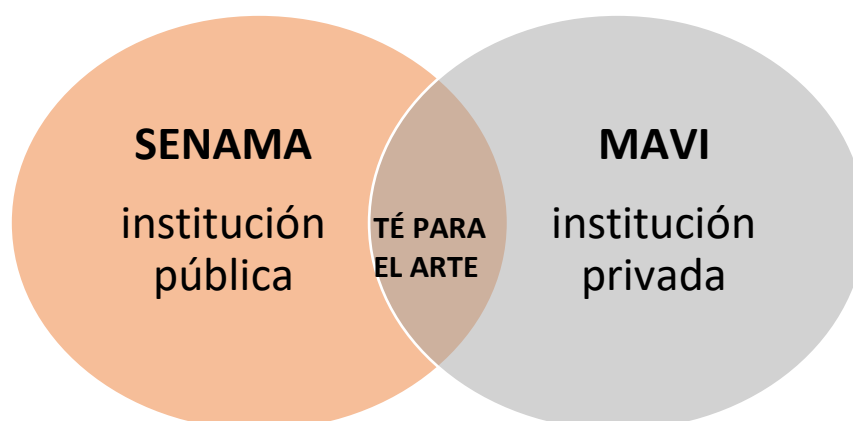 SENAMA
institución
pública
TÉ PARA
EL ARTE
MAVI
institución
privada